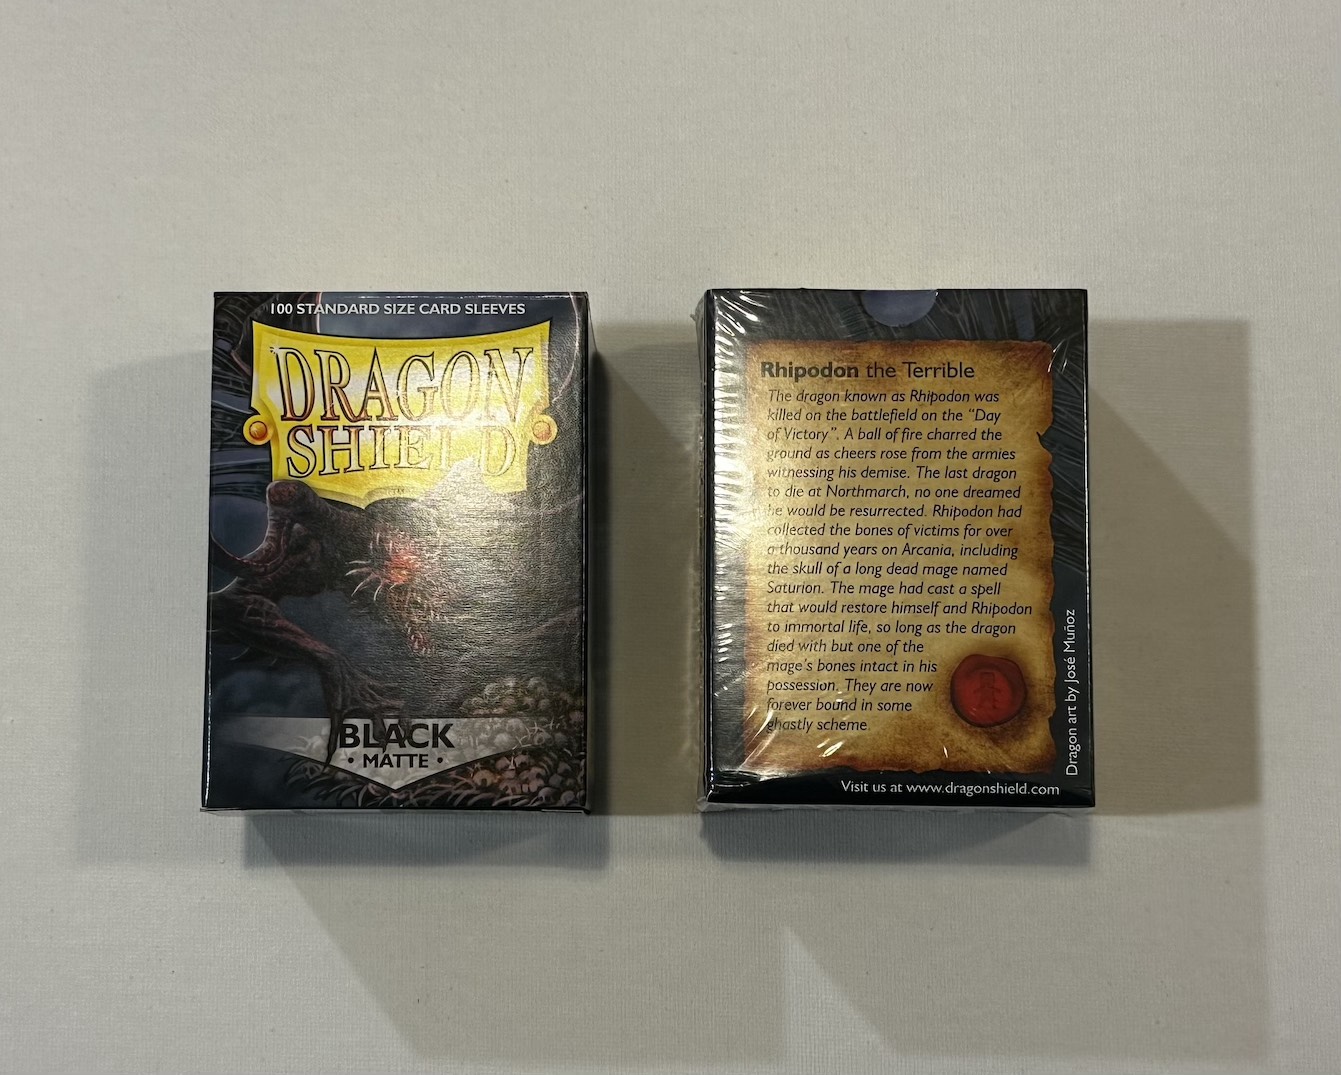 100 STANDARD SIZE CARD SLEEVES
DRAGON
SHIELD
BLACK
• MATTE •
Rhipodon the Terrible
The dragon known as Rhipodon was
killed on the battlefield on the “Day
of Victory”. A ball of fire charred the
ground as cheers rose from the armies
witnessing his demise. The last dragon
to die at Northmarch, no one dreamed
he would be resurrected. Rhipodon had
collected the bones of victims for over
a thousand years on Arcania, including
the skull of a long dead mage named
Saturion. The mage had cast a spell
that would restore himself and Rhipodon
to immortal life, so long as the dragon
died with but one of the
mage’s bones intact in his
possession. They are now
forever bound in some
ghastly scheme.
Dragon art by José Muñoz
Visit us at www.dragonshield.com